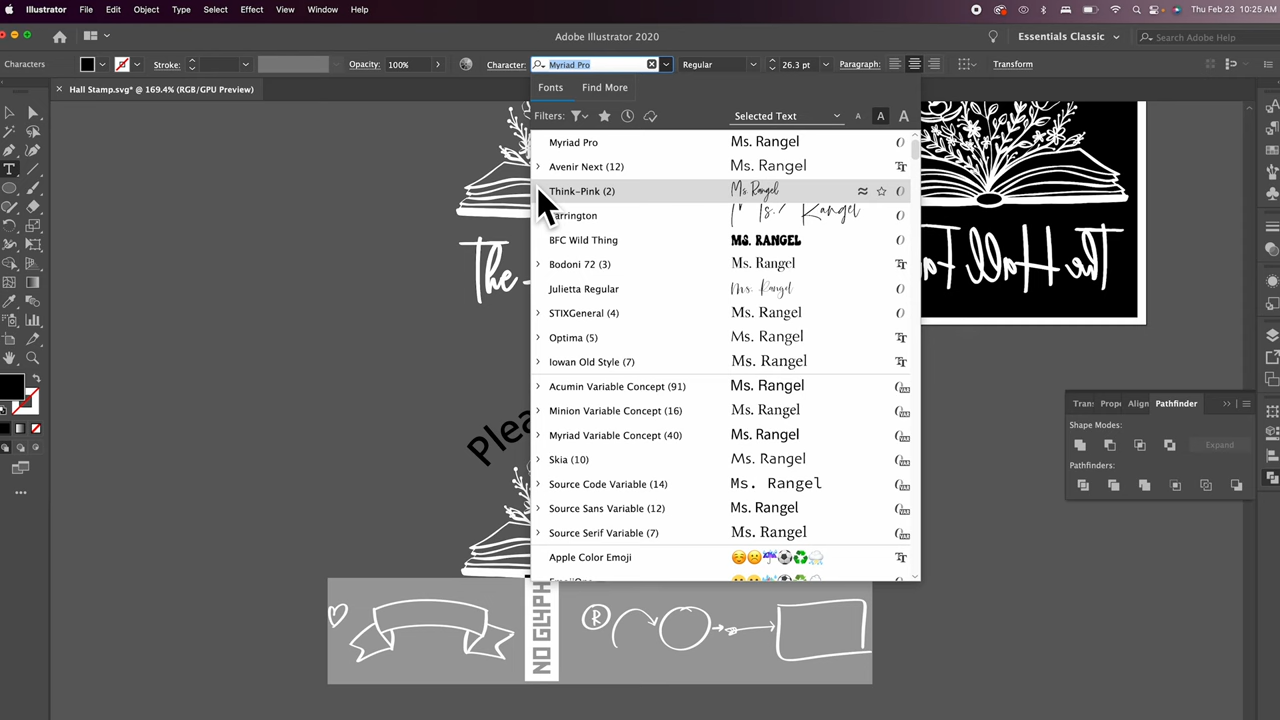 Illustrator File Edit Object Type Select Effect View Window Help
Thu Feb 23 10:25 AM
Adobe Illustrator 2020
Essentials Classic
Search Adobe Help
Characters
Stroke:
Opacity: 100%
Character: Myriad Pro
Regular
26.3 pt
Paragraph:
Transform
× Hall Stamp.svg* @ 169.4% (RGB/GPU Preview)
Fonts Find More
Filters:
Selected Text
A A A
Myriad Pro Ms. Rangel
Avenir Next (12) Ms. Rangel
Think-Pink (2) Ms. Rangel
arrington Ms. Rangel
BFC Wild Thing Ms. RANGEL
Bodoni 72 (3) Ms. Rangel
Julietta Regular Ms. Rangel
STIXGeneral (4) Ms. Rangel
Optima (5) Ms. Rangel
Iowan Old Style (7) Ms. Rangel
Acumin Variable Concept (91) Ms. Rangel
Minion Variable Concept (16) Ms. Rangel
Myriad Variable Concept (40) Ms. Rangel
Skia (10) Ms. Rangel
Source Code Variable (14) Ms. Rangel
Source Sans Variable (12) Ms. Rangel
Source Serif Variable (7) Ms. Rangel
Apple Color Emoji
The
The Hall Fa
Plea
NO GLYPH
R
Tran: Prope Align Pathfinder
Shape Modes:
Expand
Pathfinders: